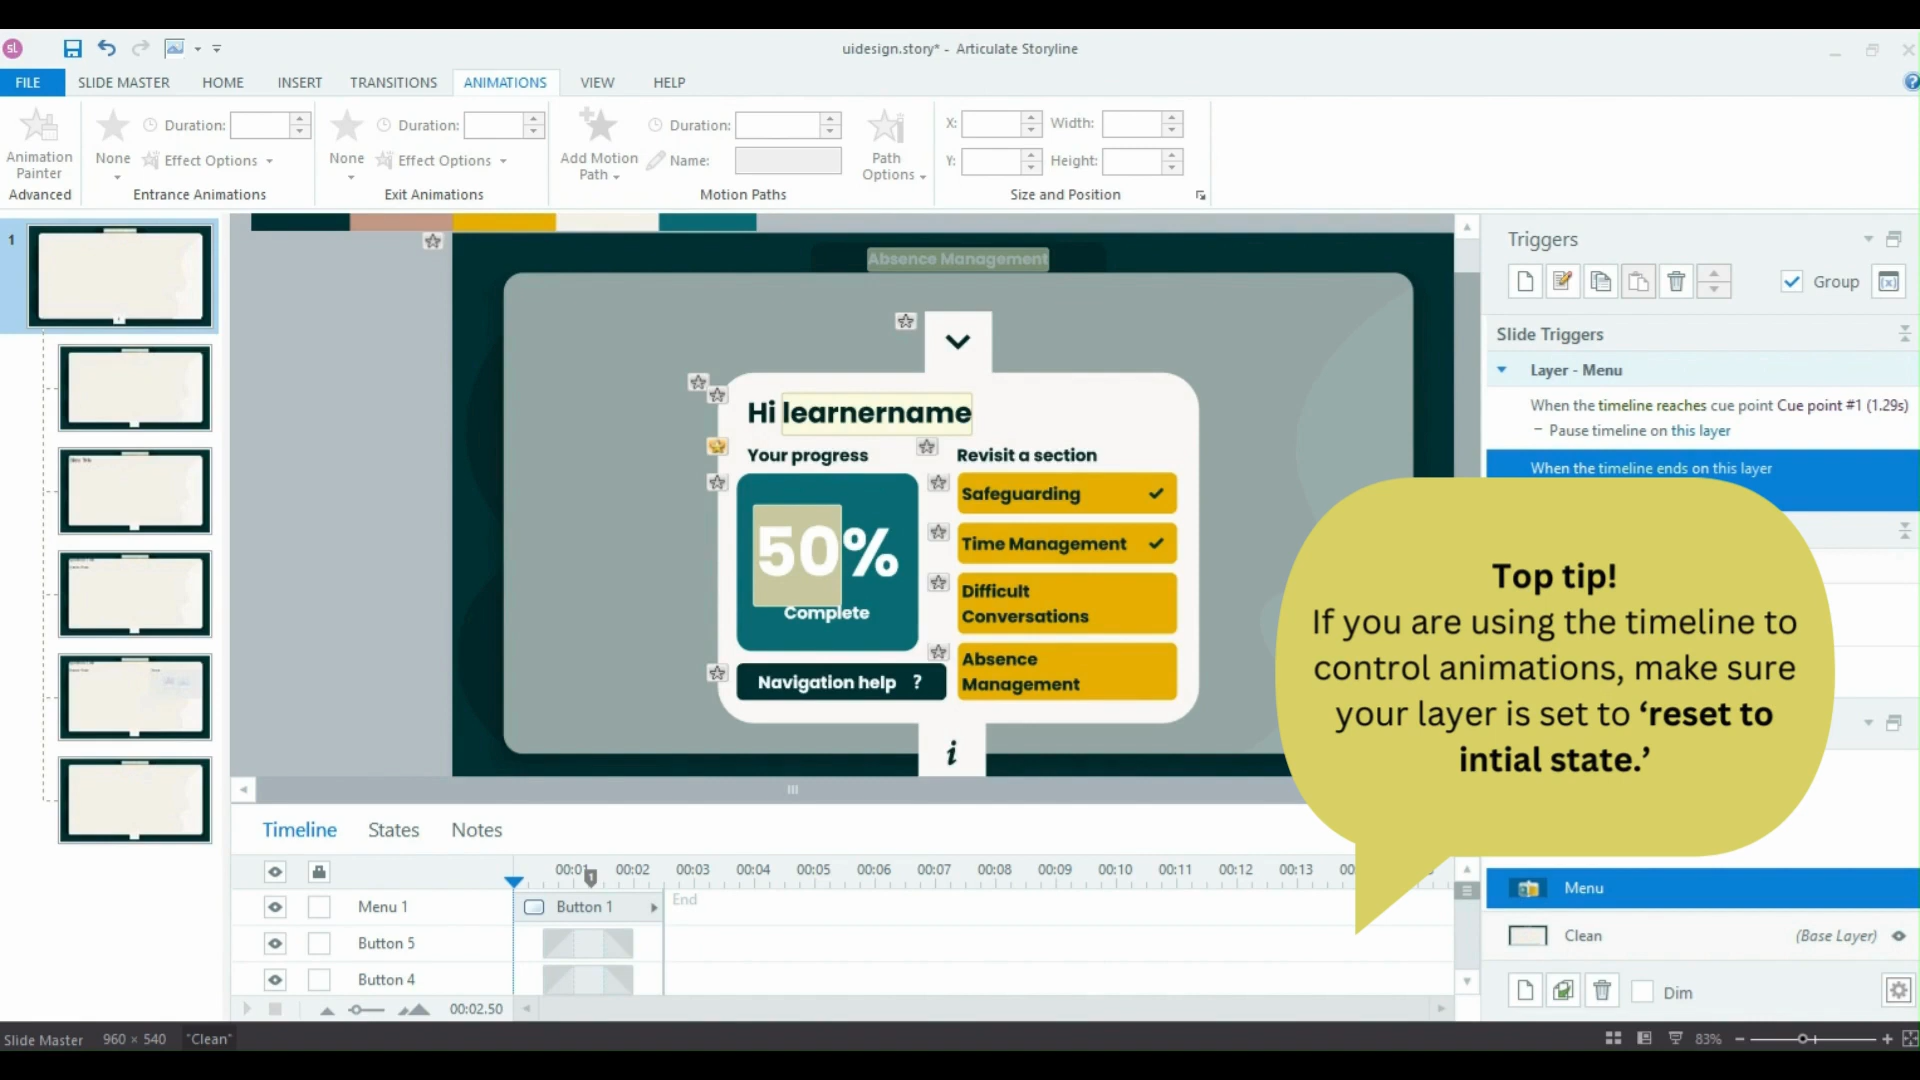 sl
uidesign.story* - Articulate Storyline
FILE SLIDE MASTER HOME INSERT TRANSITIONS ANIMATIONS VIEW HELP
Animation
Painter
Advanced
None
Duration:
Effect Options
Entrance Animations
None
Duration:
Effect Options
Exit Animations
Add Motion
Path
Duration:
Name:
Path
Options
Motion Paths
X: Width:
Y: Height:
Size and Position
1
Absence Management
Hi learnername
Your progress
50%
Complete
Navigation help ?
Revisit a section
Safeguarding
Time Management
Difficult
Conversations
Absence
Management
i
Triggers
Group
Slide Triggers
Layer - Menu
When the timeline reaches cue point Cue point #1 (1.29s)
- Pause timeline on this layer
When the timeline ends on this layer
Top tip!
If you are using the timeline to
control animations, make sure
your layer is set to ‘reset to
intial state.’
Timeline States Notes
00:01 00:02 00:03 00:04 00:05 00:06 00:07 00:08 00:09 00:10 00:11 00:12 00:13
1
Menu 1
Button 1
End
Button 5
Button 4
00:02.50
Menu
Clean (Base Layer)
Dim
Slide Master 960 × 540 "Clean"
83%